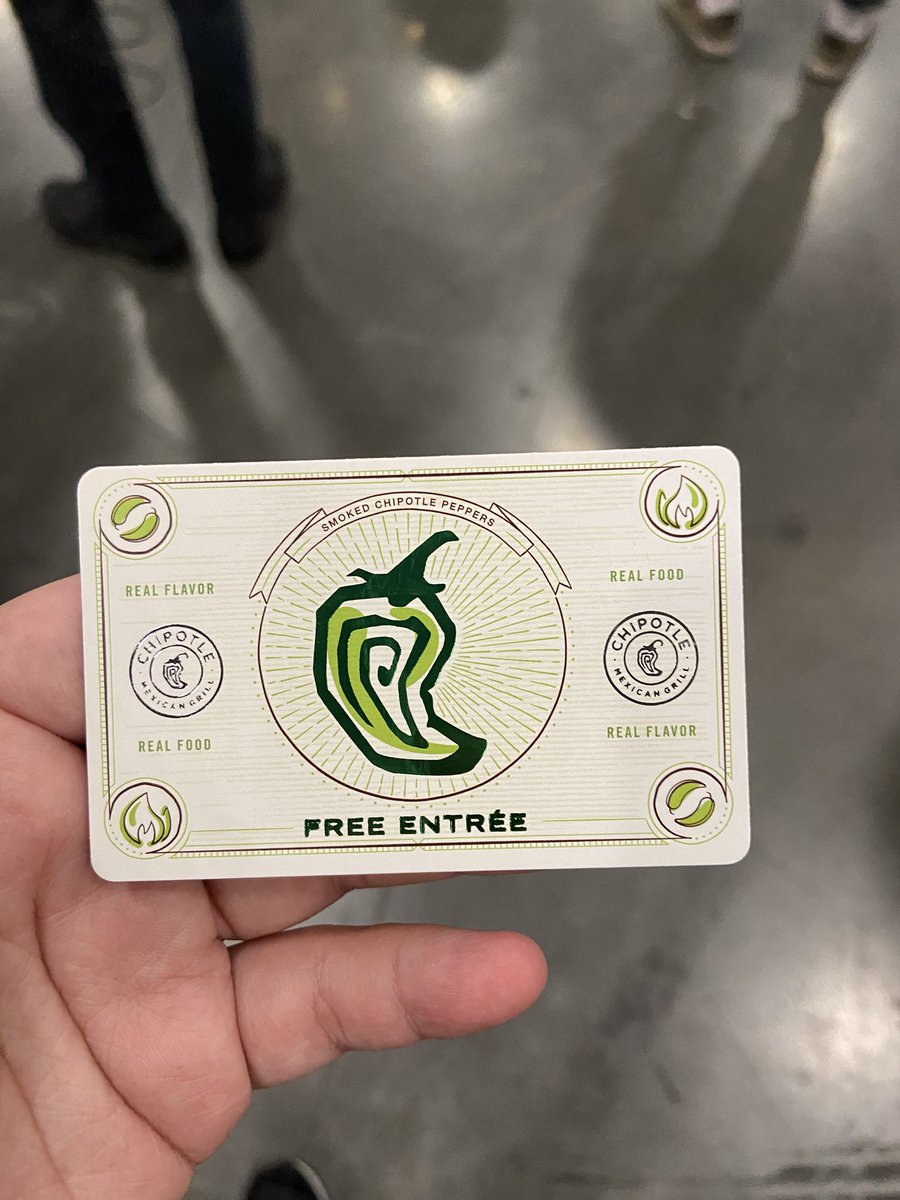 SMOKED CHIPOTLE PEPPERS
REAL FLAVOR
CHIPOTLE
MEXICAN GRILL
REAL FOOD
REAL FOOD
CHIPOTLE
MEXICAN GRILL
REAL FLAVOR
FREE ENTRÉE